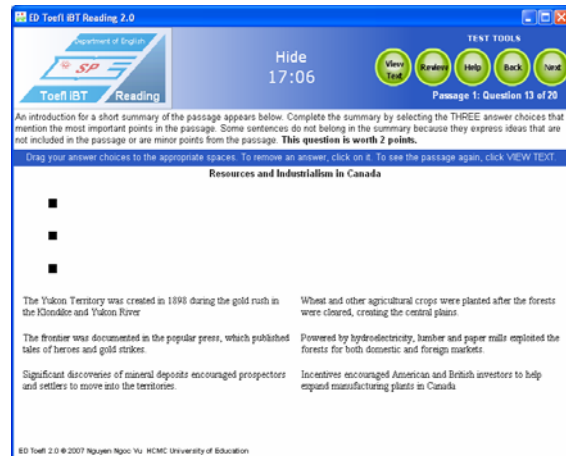 ED Toefl iBT Reading 2.0
Department of English
SP
Toefl iBT Reading
Hide
17:06
TEST TOOLS
View Text
Review
Help
Back
Next
Passage 1: Question 13 of 20
An introduction for a short summary of the passage appears below. Complete the summary by selecting the THREE answer choices that
mention the most important points in the passage. Some sentences do not belong in the summary because they express ideas that are
not included in the passage or are minor points from the passage. This question is worth 2 points.
Drag your answer choices to the appropriate spaces. To remove an answer, click on it. To see the passage again, click VIEW TEXT.
Resources and Industrialism in Canada
The Yukon Territory was created in 1898 during the gold rush in
the Klondike and Yukon River
Wheat and other agricultural crops were planted after the forests
were cleared, creating the central plains.
The frontier was documented in the popular press, which published
tales of heroes and gold strikes.
Powered by hydroelectricity, lumber and paper mills exploited the
forests for both domestic and foreign markets.
Significant discoveries of mineral deposits encouraged prospectors
and settlers to move into the territories.
Incentives encouraged American and British investors to help
expand manufacturing plants in Canada
ED Toefl 2.0 © 2007 Nguyen Ngoc Vu HCMC University of Education